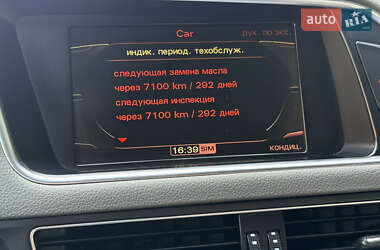 auto RIA
Car рук. по экс.
индик. период. техобслуж.
следующая замена масла
через 7100 km / 292 дней
следующая инспекция
через 7100 km / 292 дней
16:39 SIM кондиц.